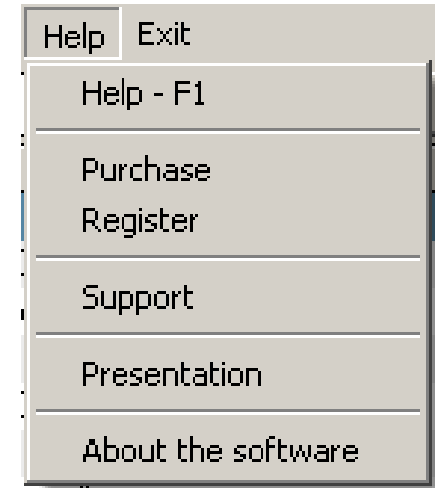 Help Exit
Help - F1
Purchase
Register
Support
Presentation
About the software